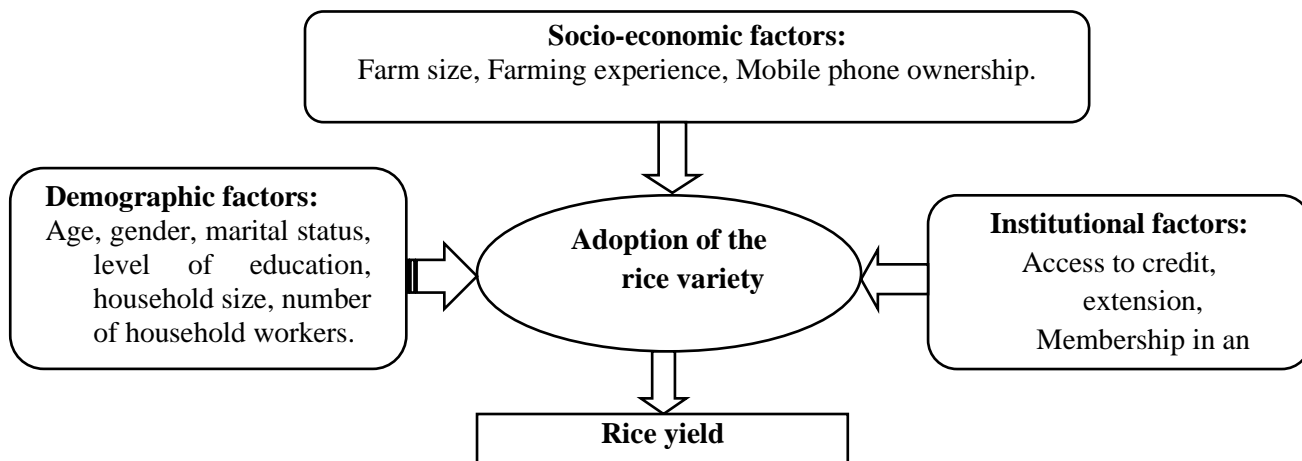 Socio-economic factors:
Farm size, Farming experience, Mobile phone ownership.
Demographic factors:
Age, gender, marital status,
level of education,
household size, number
of household workers.
Adoption of the
rice variety
Institutional factors:
Access to credit,
extension,
Membership in an
Rice yield